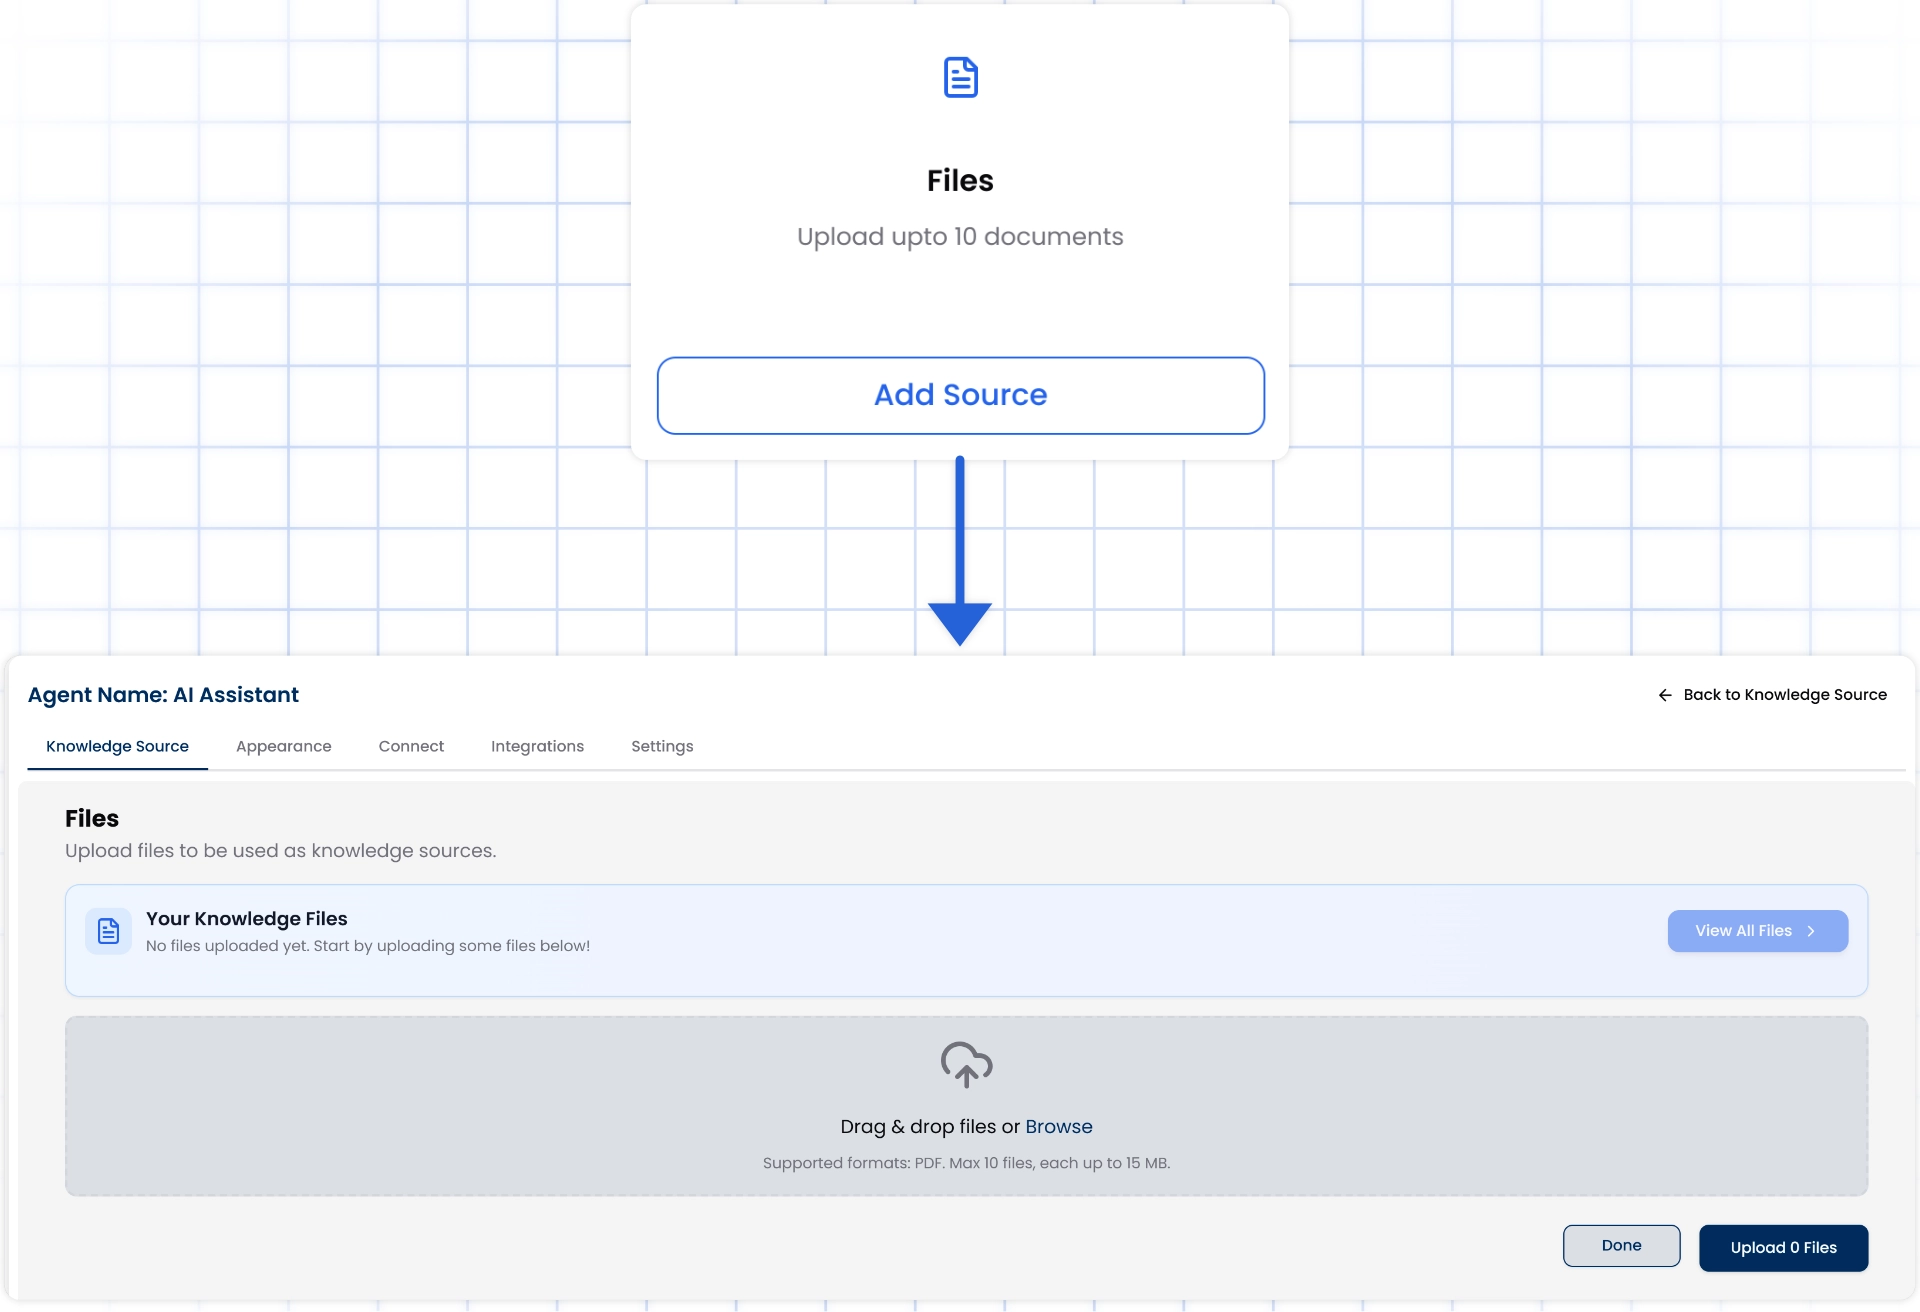 Files
Upload upto 10 documents
Add Source
Agent Name: AI Assistant
Back to Knowledge Source
Knowledge Source
Appearance
Connect
Integrations
Settings
Files
Upload files to be used as knowledge sources.
Your Knowledge Files
No files uploaded yet. Start by uploading some files below!
View All Files
Drag & drop files or Browse
Supported formats: PDF. Max 10 files, each up to 15 MB.
Done
Upload 0 Files